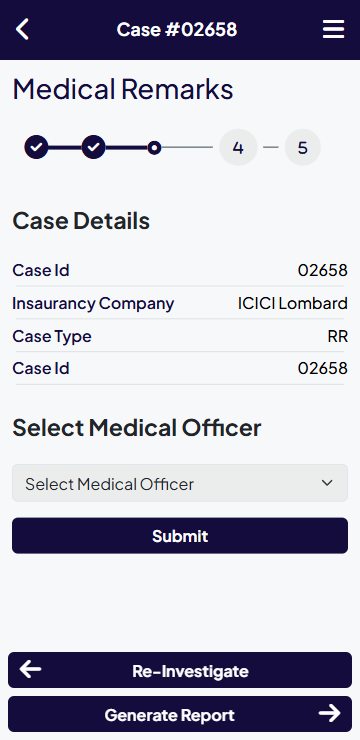 Case #02658
Medical Remarks
4 5
Case Details
Case Id 02658
Insaurancy Company ICICI Lombard
Case Type RR
Case Id 02658
Select Medical Officer
Select Medical Officer
Submit
Re-Investigate
Generate Report